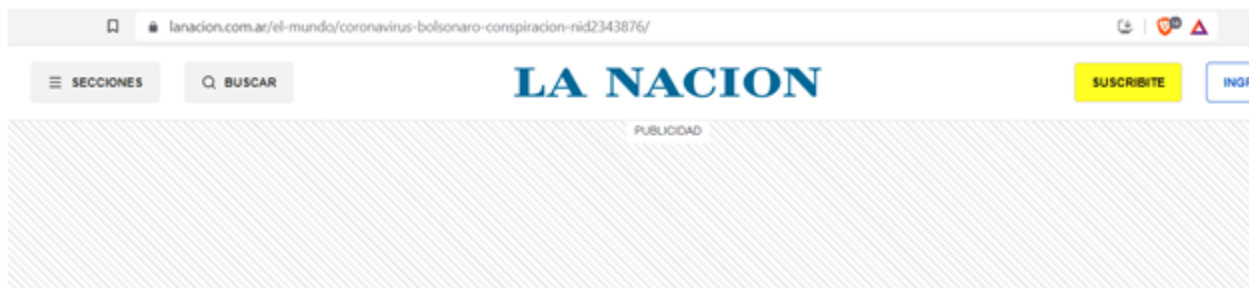 lanacion.com.ar/el-mundo/coronavirus-bolsonaro-conspiracion-nid2343876/
SECCIONES BUSCAR LA NACION SUSCRIBITE
PUBLICIDAD